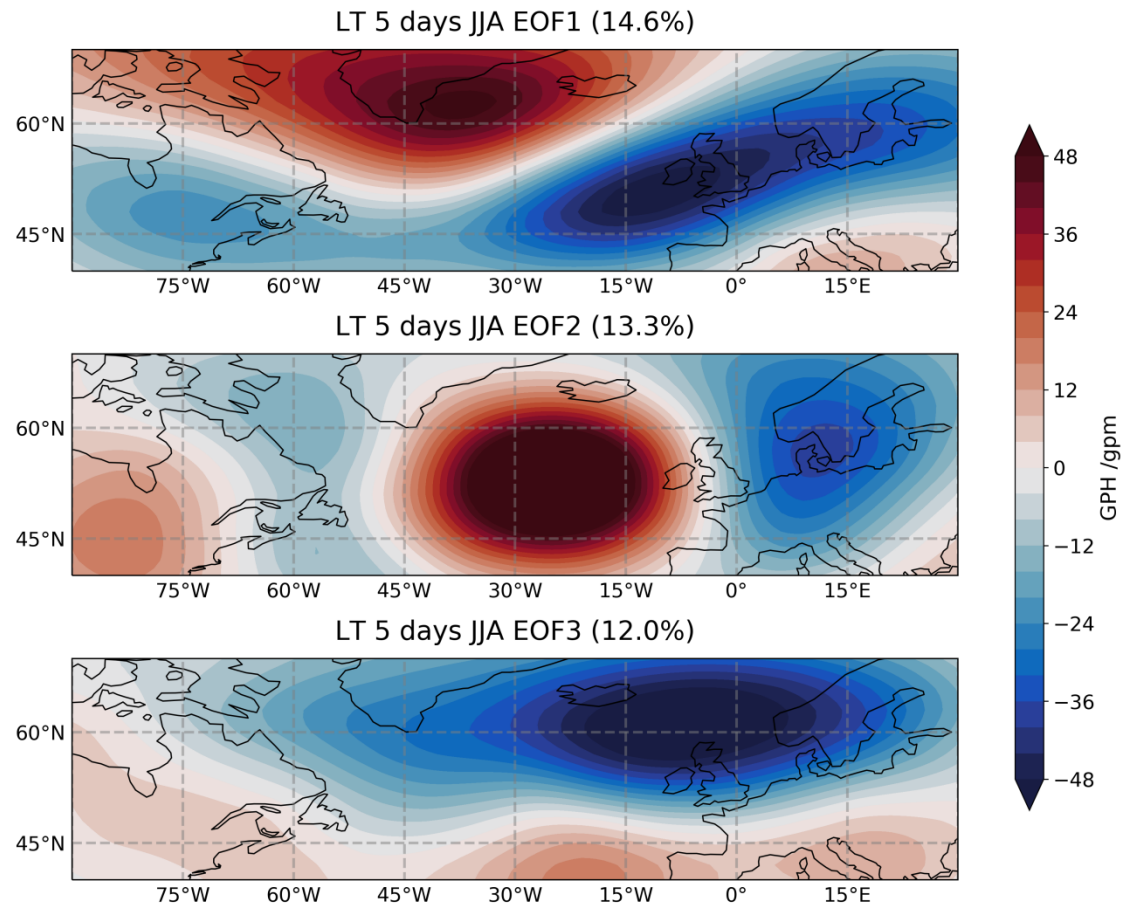 LT 5 days JJA EOF1 (14.6%)
60°N
45°N
75°W 60°W 45°W 30°W 15°W 0° 15°E
LT 5 days JJA EOF2 (13.3%)
60°N
45°N
75°W 60°W 45°W 30°W 15°W 0° 15°E
LT 5 days JJA EOF3 (12.0%)
60°N
45°N
75°W 60°W 45°W 30°W 15°W 0° 15°E
48
36
24
12
0
−12
−24
−36
−48
GPH /gpm